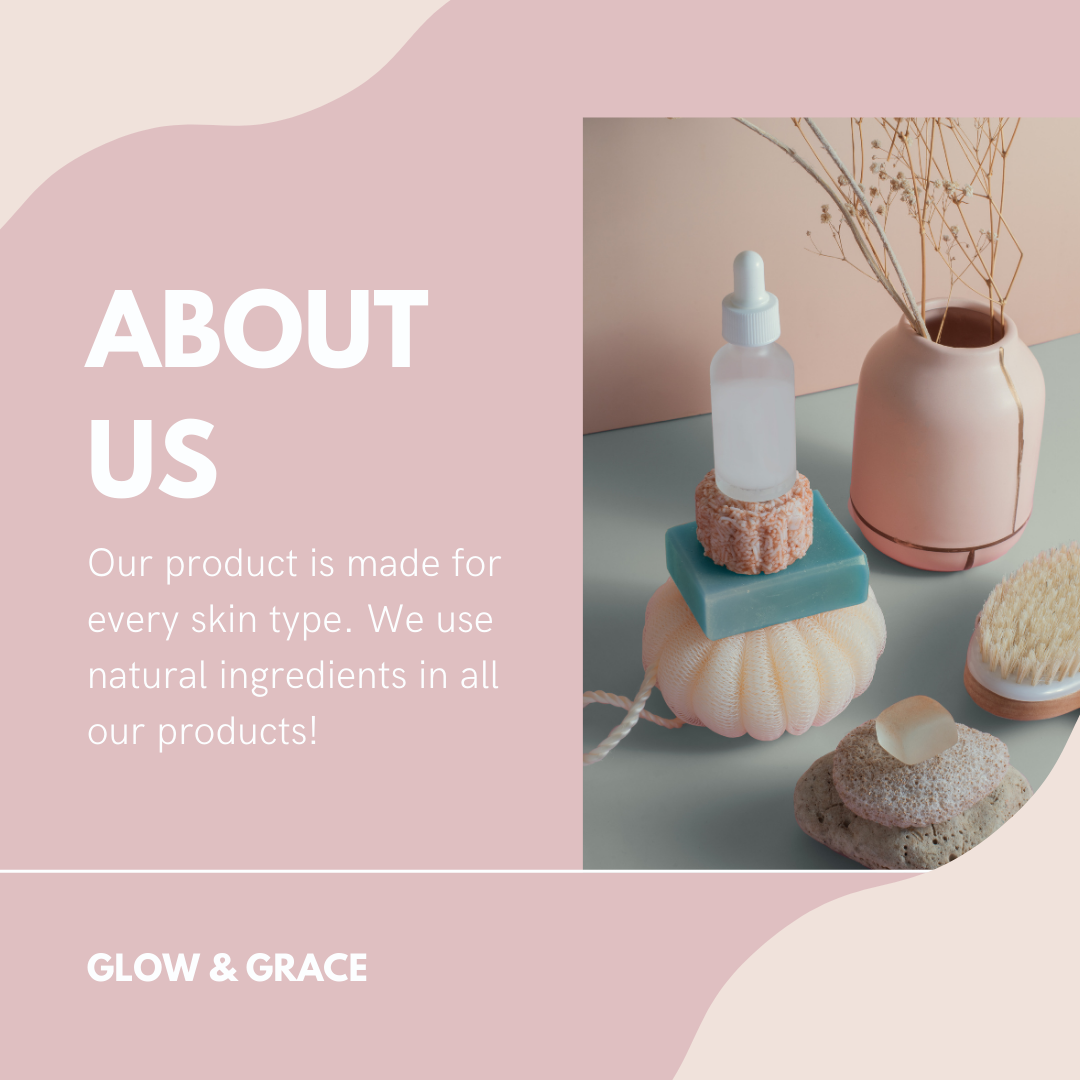 ABOUT
US
Our product is made for
every skin type. We use
natural ingredients in all
our products!
GLOW & GRACE